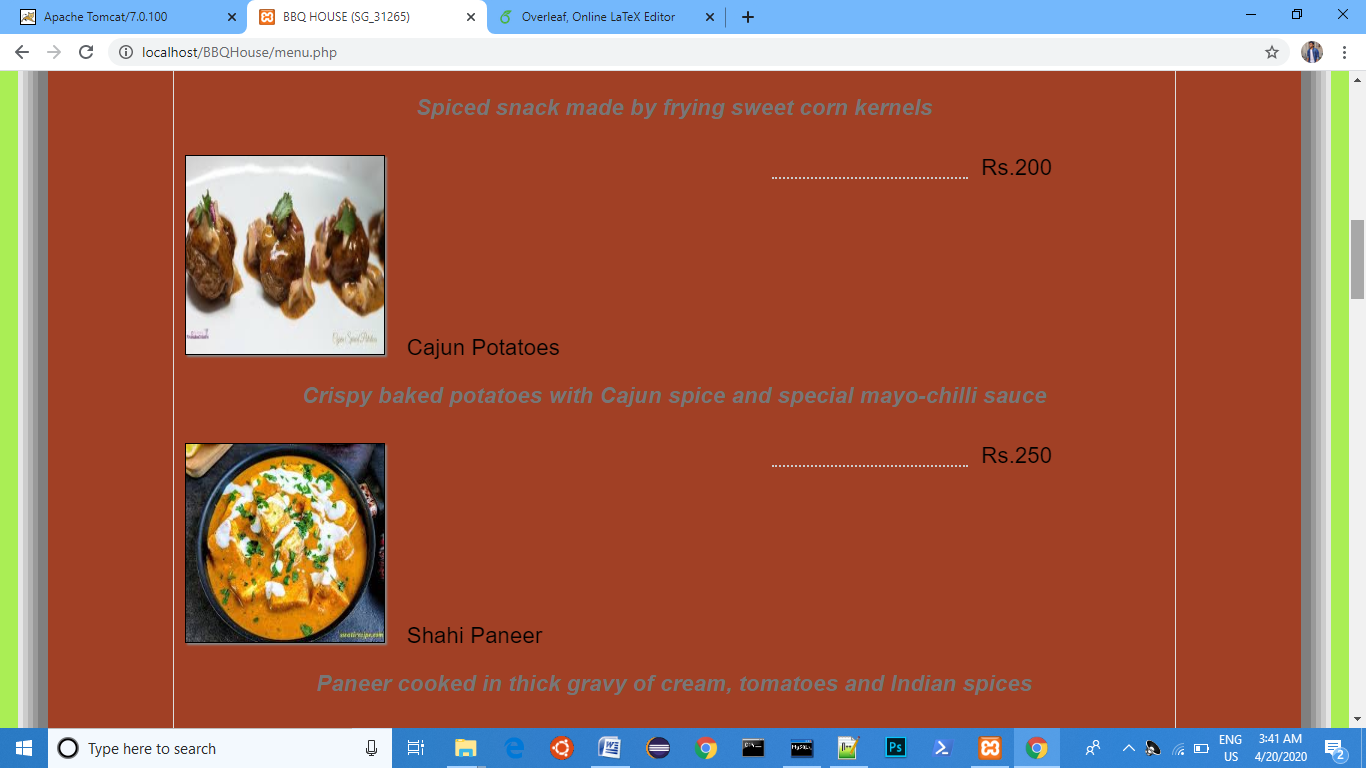 Apache Tomcat/7.0.100
BBQ HOUSE (SG_31265)
Overleaf, Online LaTeX Editor
localhost/BBQHouse/menu.php
Spiced snack made by frying sweet corn kernels
Rs.200
Cajun Potatoes
Crispy baked potatoes with Cajun spice and special mayo-chilli sauce
Rs.250
swatirecipe.com
Shahi Paneer
Paneer cooked in thick gravy of cream, tomatoes and Indian spices
Type here to search
ENG
US
3:41 AM
4/20/2020
2